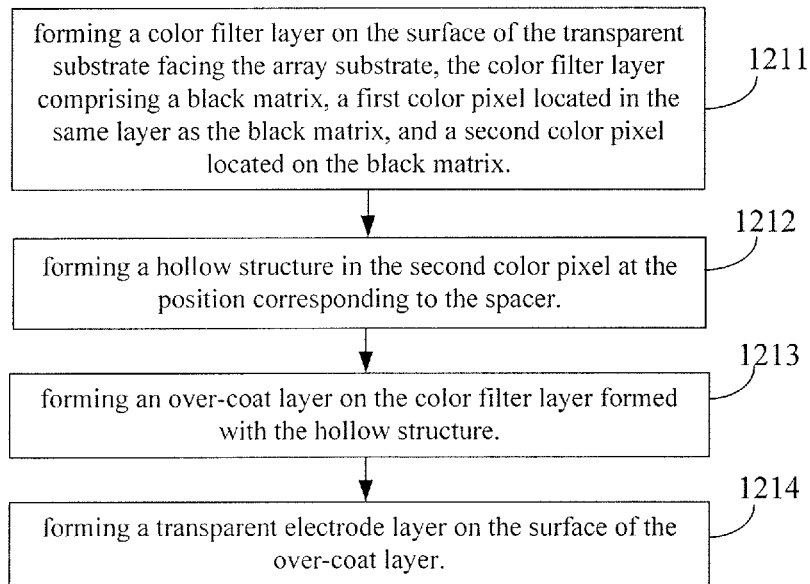 forming a color filter layer on the surface of the transparent
substrate facing the array substrate, the color filter layer
comprising a black matrix, a first color pixel located in the
same layer as the black matrix, and a second color pixel
located on the black matrix.
1211
forming a hollow structure in the second color pixel at the
position corresponding to the spacer.
1212
forming an over-coat layer on the color filter layer formed
with the hollow structure.
1213
forming a transparent electrode layer on the surface of the
over-coat layer.
1214